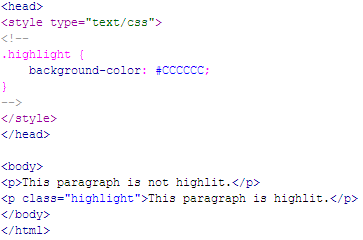 <head>
<style type="text/css">
<!--
.highlight {
    background-color: #CCCCCC;
}
-->
</style>
</head>

<body>
<p>This paragraph is not highlit.</p>
<p class="highlight">This paragraph is highlit.</p>
</body>
</html>